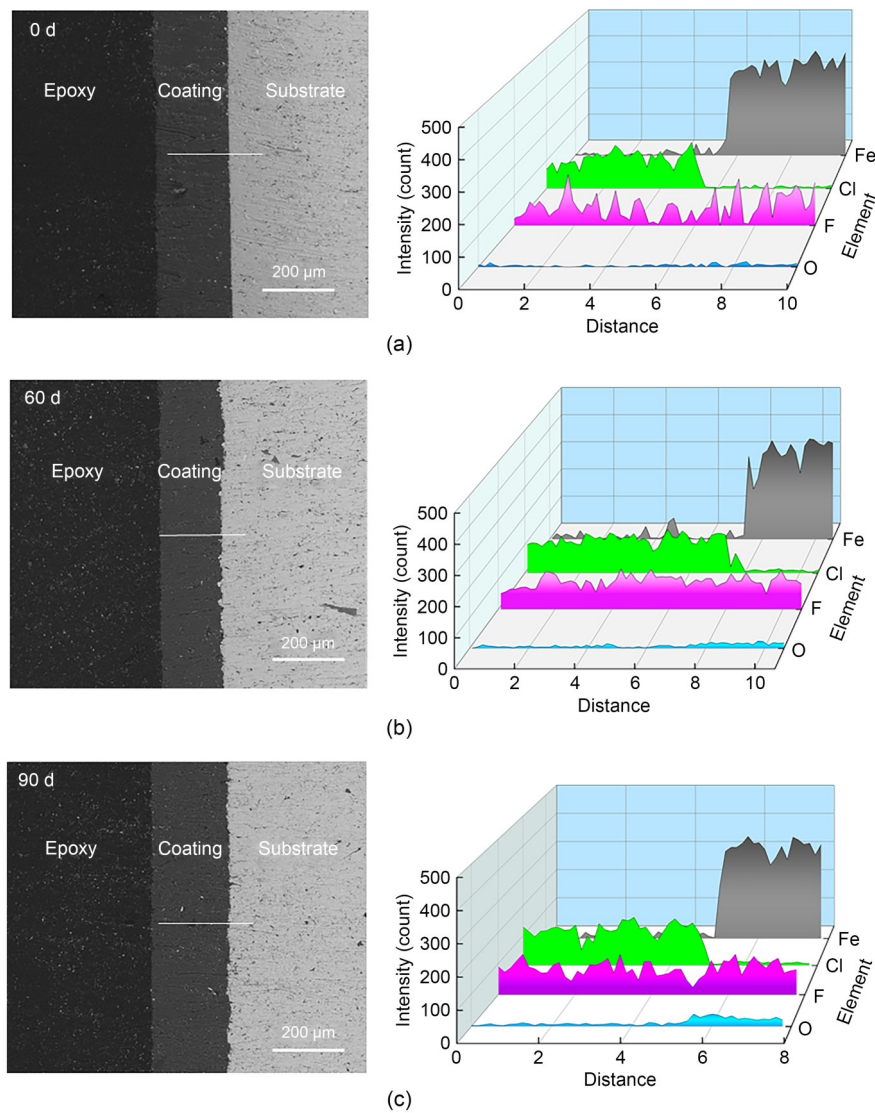 0 d
Epoxy Coating Substrate
200 µm
Intensity (count)
500
400
300
200
100
0
0 2 4 6 8 10
Distance
Fe
Cl
F
O
Element
(a)
60 d
Epoxy Coating Substrate
200 µm
Intensity (count)
500
400
300
200
100
0
0 2 4 6 8 10
Distance
Fe
Cl
F
O
Element
(b)
90 d
Epoxy Coating Substrate
200 µm
Intensity (count)
500
400
300
200
100
0
0 2 4 6 8
Distance
Fe
Cl
F
O
Element
(c)